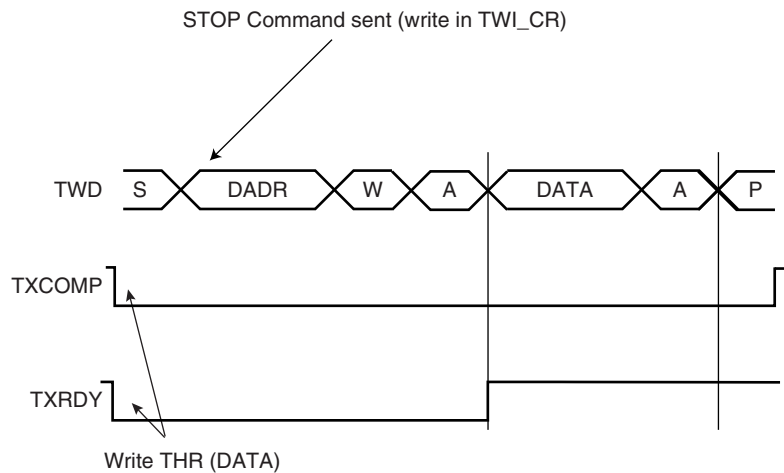 STOP Command sent (write in TWI_CR)
TWD S DADR W A DATA A P
TXCOMP
TXRDY
Write THR (DATA)